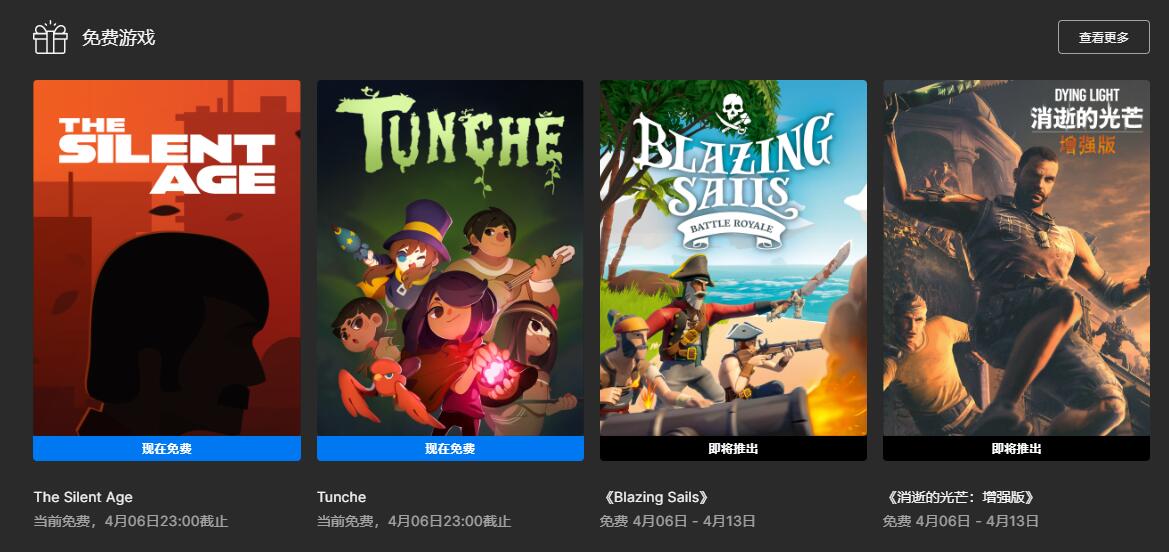 免费游戏
查看更多
THE
SILENT
AGE
TUNCHE
BLAZING
SAILS
BATTLE ROYALE
DYING LIGHT
消逝的光芒
增强版
现在免费
现在免费
即将推出
即将推出
The Silent Age
当前免费，4月06日23:00截止
Tunche
当前免费，4月06日23:00截止
《Blazing Sails》
免费 4月06日 - 4月13日
《消逝的光芒：增强版》
免费 4月06日 - 4月13日